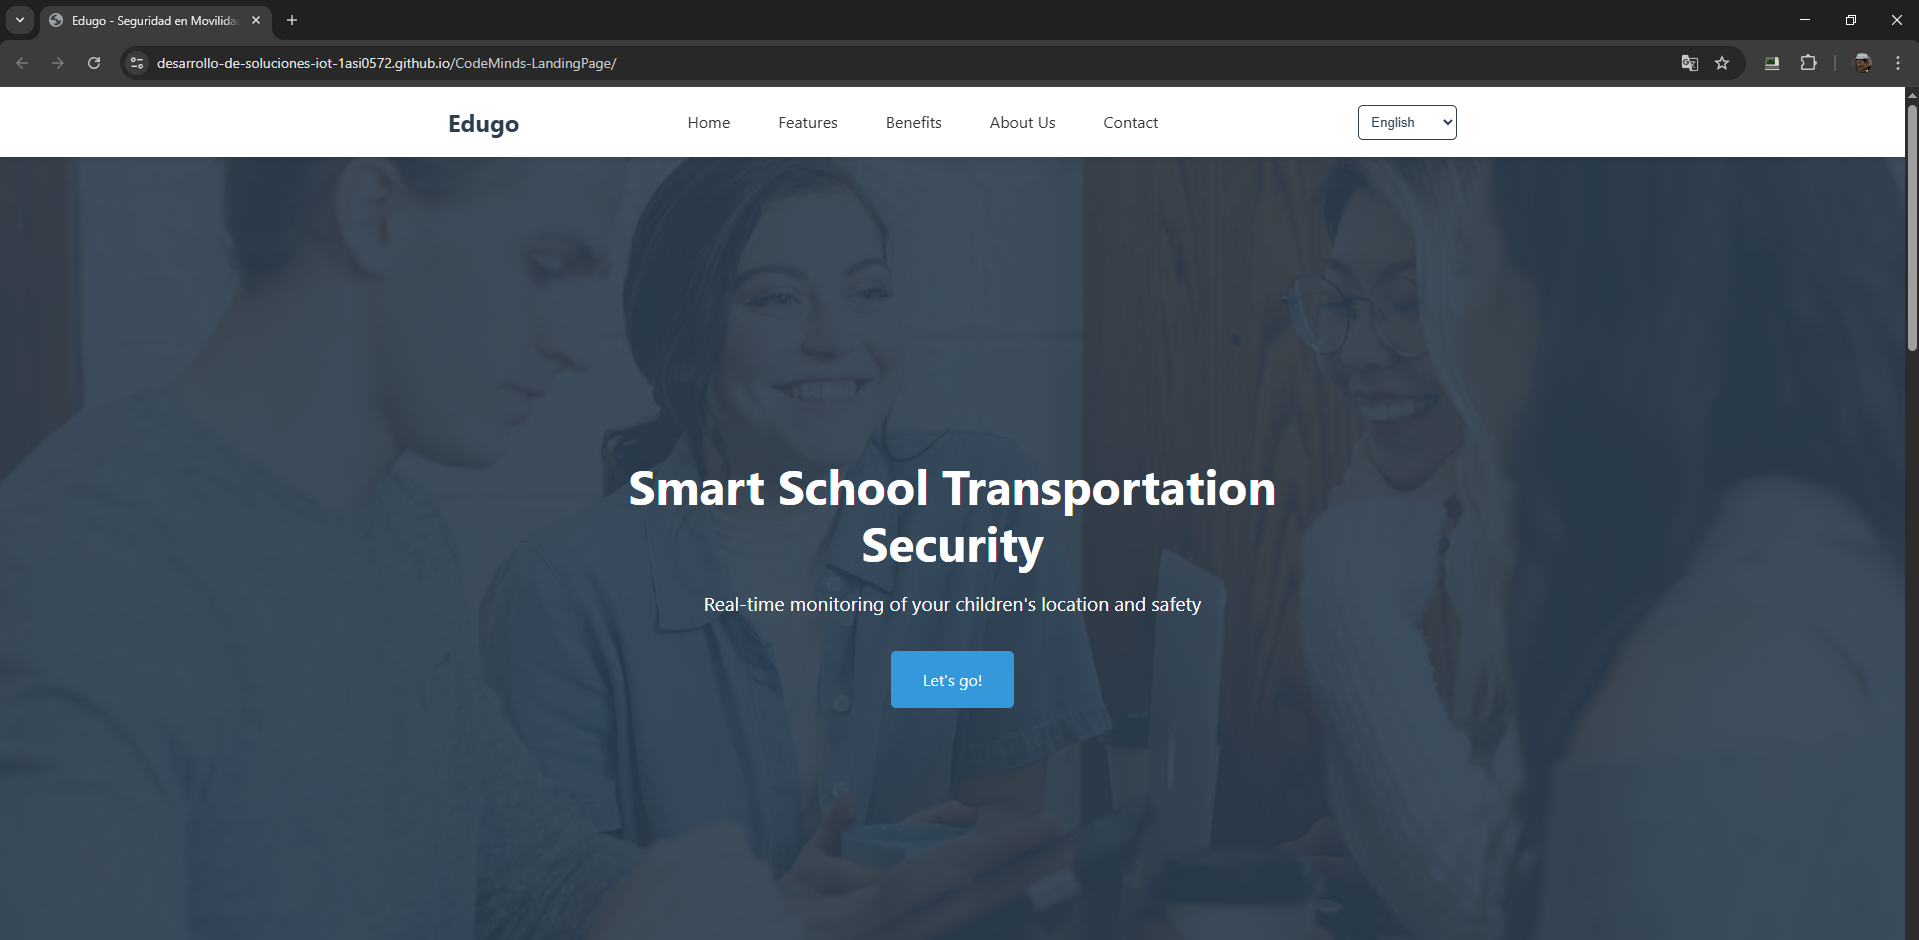 Edugo - Seguridad en Movilida
desarrollo-de-soluciones-iot-1asi0572.github.io/CodeMinds-LandingPage/
Edugo
Home
Features
Benefits
About Us
Contact
English
Smart School Transportation
Security
Real-time monitoring of your children's location and safety
Let's go!